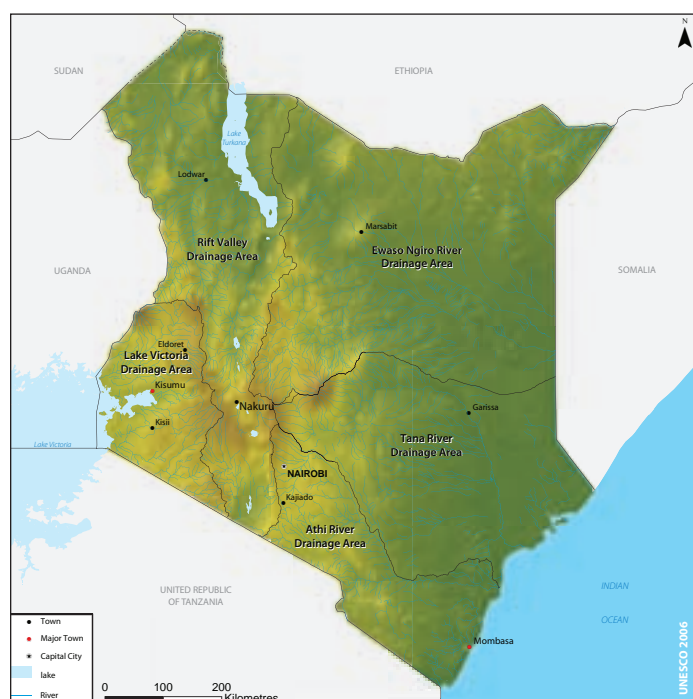 N
SUDAN
ETHIOPIA
Lake
Turkana
Lodwar
Marsabit
Rift Valley
Drainage Area
Ewaso Ngiro River
Drainage Area
UGANDA
SOMALIA
Eldoret
Lake Victoria
Drainage Area
Kisumu
Nakuru
Garissa
Kisii
Tana River
Drainage Area
Lake Victoria
NAIROBI
Kajiado
Athi River
Drainage Area
UNITED REPUBLIC
OF TANZANIA
INDIAN
OCEAN
Mombasa
Town
Major Town
Capital City
lake
River
0 100 200
Kilometres
UNESCO 2006